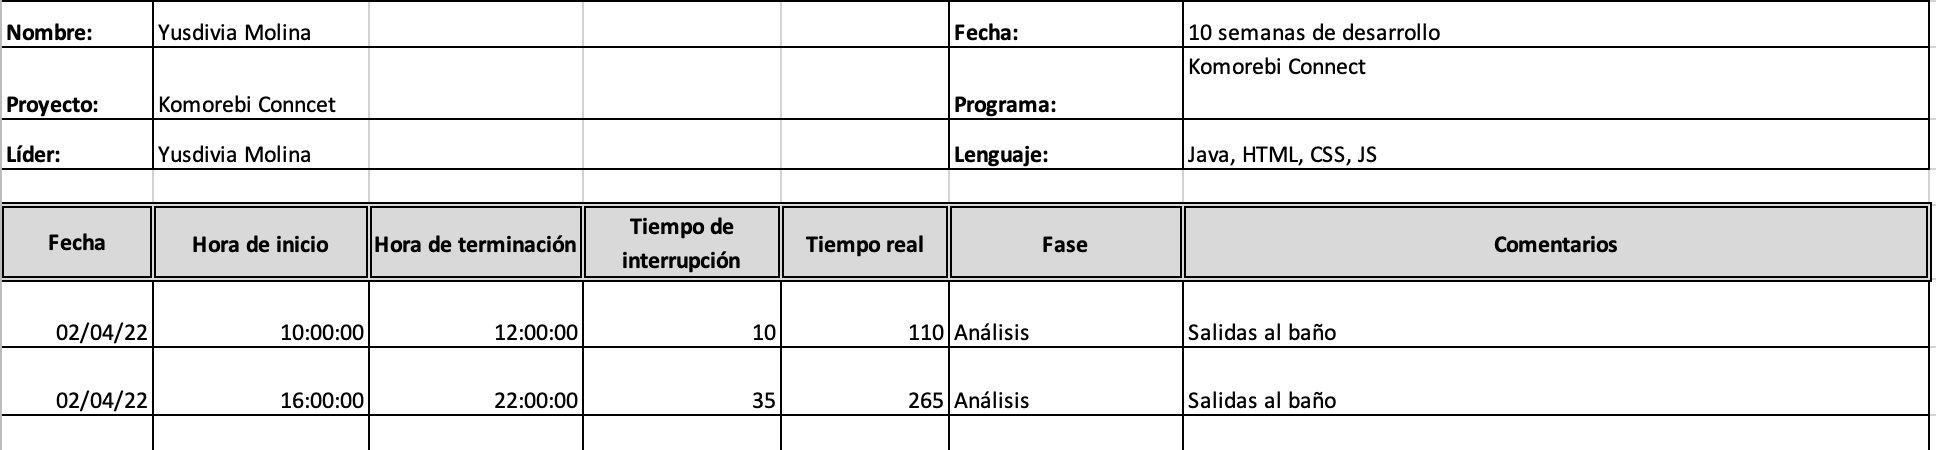 Nombre: Yusdivia Molina Fecha: 10 semanas de desarrollo
Proyecto: Komorebi Conncet Programa: Komorebi Connect
Líder: Yusdivia Molina Lenguaje: Java, HTML, CSS, JS
Fecha Hora de inicio Hora de terminación Tiempo de interrupción Tiempo real Fase Comentarios
02/04/22 10:00:00 12:00:00 10 110 Análisis Salidas al baño
02/04/22 16:00:00 22:00:00 35 265 Análisis Salidas al baño